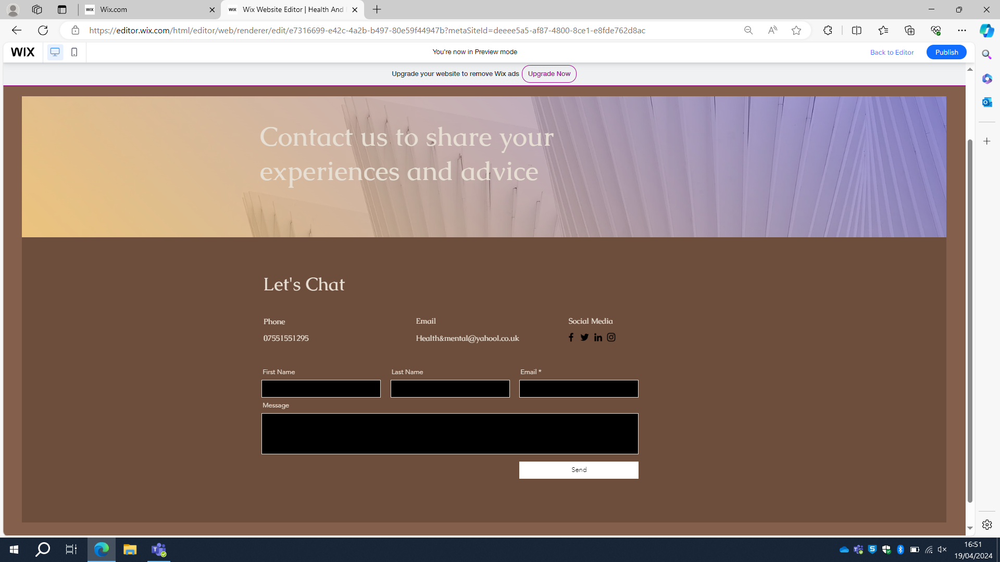 Wix.com
Wix Website Editor | Health And
https://editor.wix.com/html/editor/web/renderer/edit/e7316699-e42c-4a2b-b497-80e59f44947b?metaSiteId=deeee5a5-af87-4800-8ce1-e8fde762d8ac
WIX
You're now in Preview mode
Back to Editor
Publish
Upgrade your website to remove Wix ads
Upgrade Now
Contact us to share your
experiences and advice
Let's Chat
Phone
Email
Social Media
07551551295
Health&mental@yahool.co.uk
First Name
Last Name
Email *
Message
Send
16:51
19/04/2024